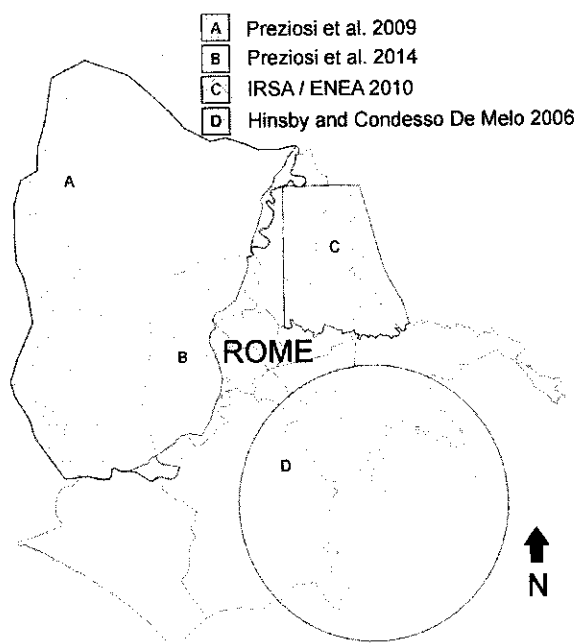 A Preziosi et al. 2009
B Preziosi et al. 2014
C IRSA / ENEA 2010
D Hinsby and Condesso De Melo 2006
A
C
B
ROME
D
N